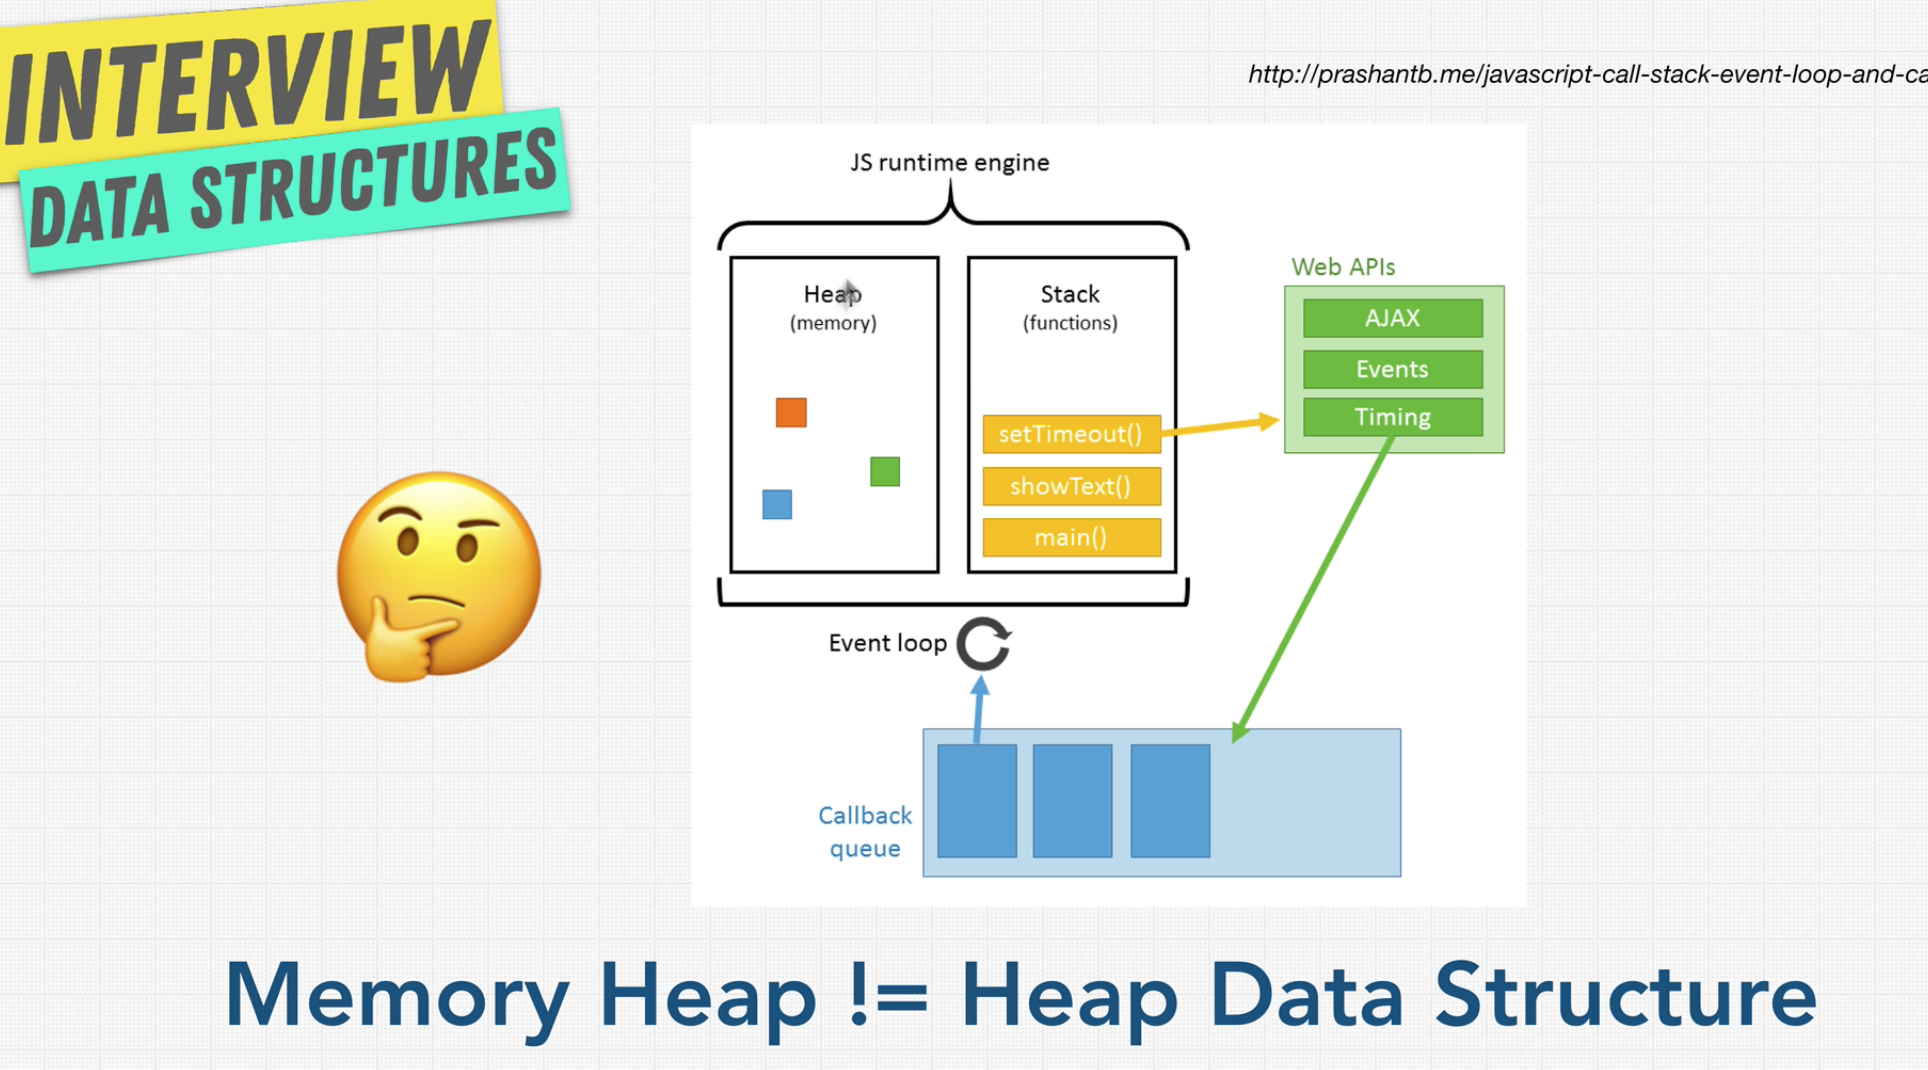 INTERVIEW
DATA STRUCTURES
http://prashantb.me/javascript-call-stack-event-loop-and-ca
JS runtime engine
Heap
(memory)
Stack
(functions)
setTimeout()
showText()
main()
Web APIs
AJAX
Events
Timing
Event loop
Callback
queue
Memory Heap != Heap Data Structure